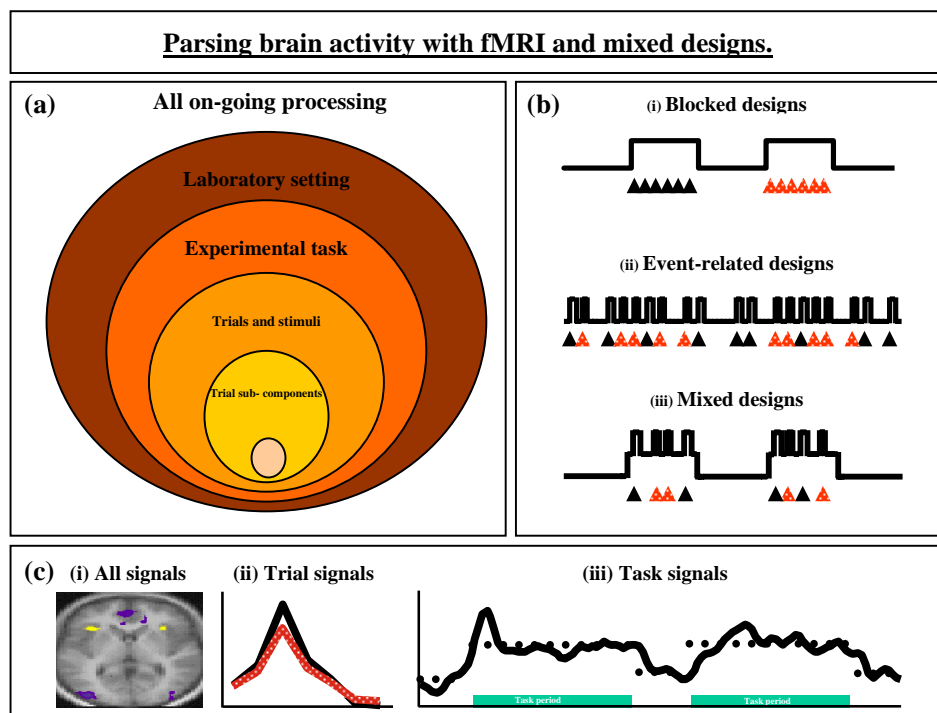 Parsing brain activity with fMRI and mixed designs.
(a)
All on-going processing
Laboratory setting
Experimental task
Trials and stimuli
Trial sub- components
(b)
(i) Blocked designs
(ii) Event-related designs
(iii) Mixed designs
(c)
(i) All signals
(ii) Trial signals
(iii) Task signals
Task period
Task period